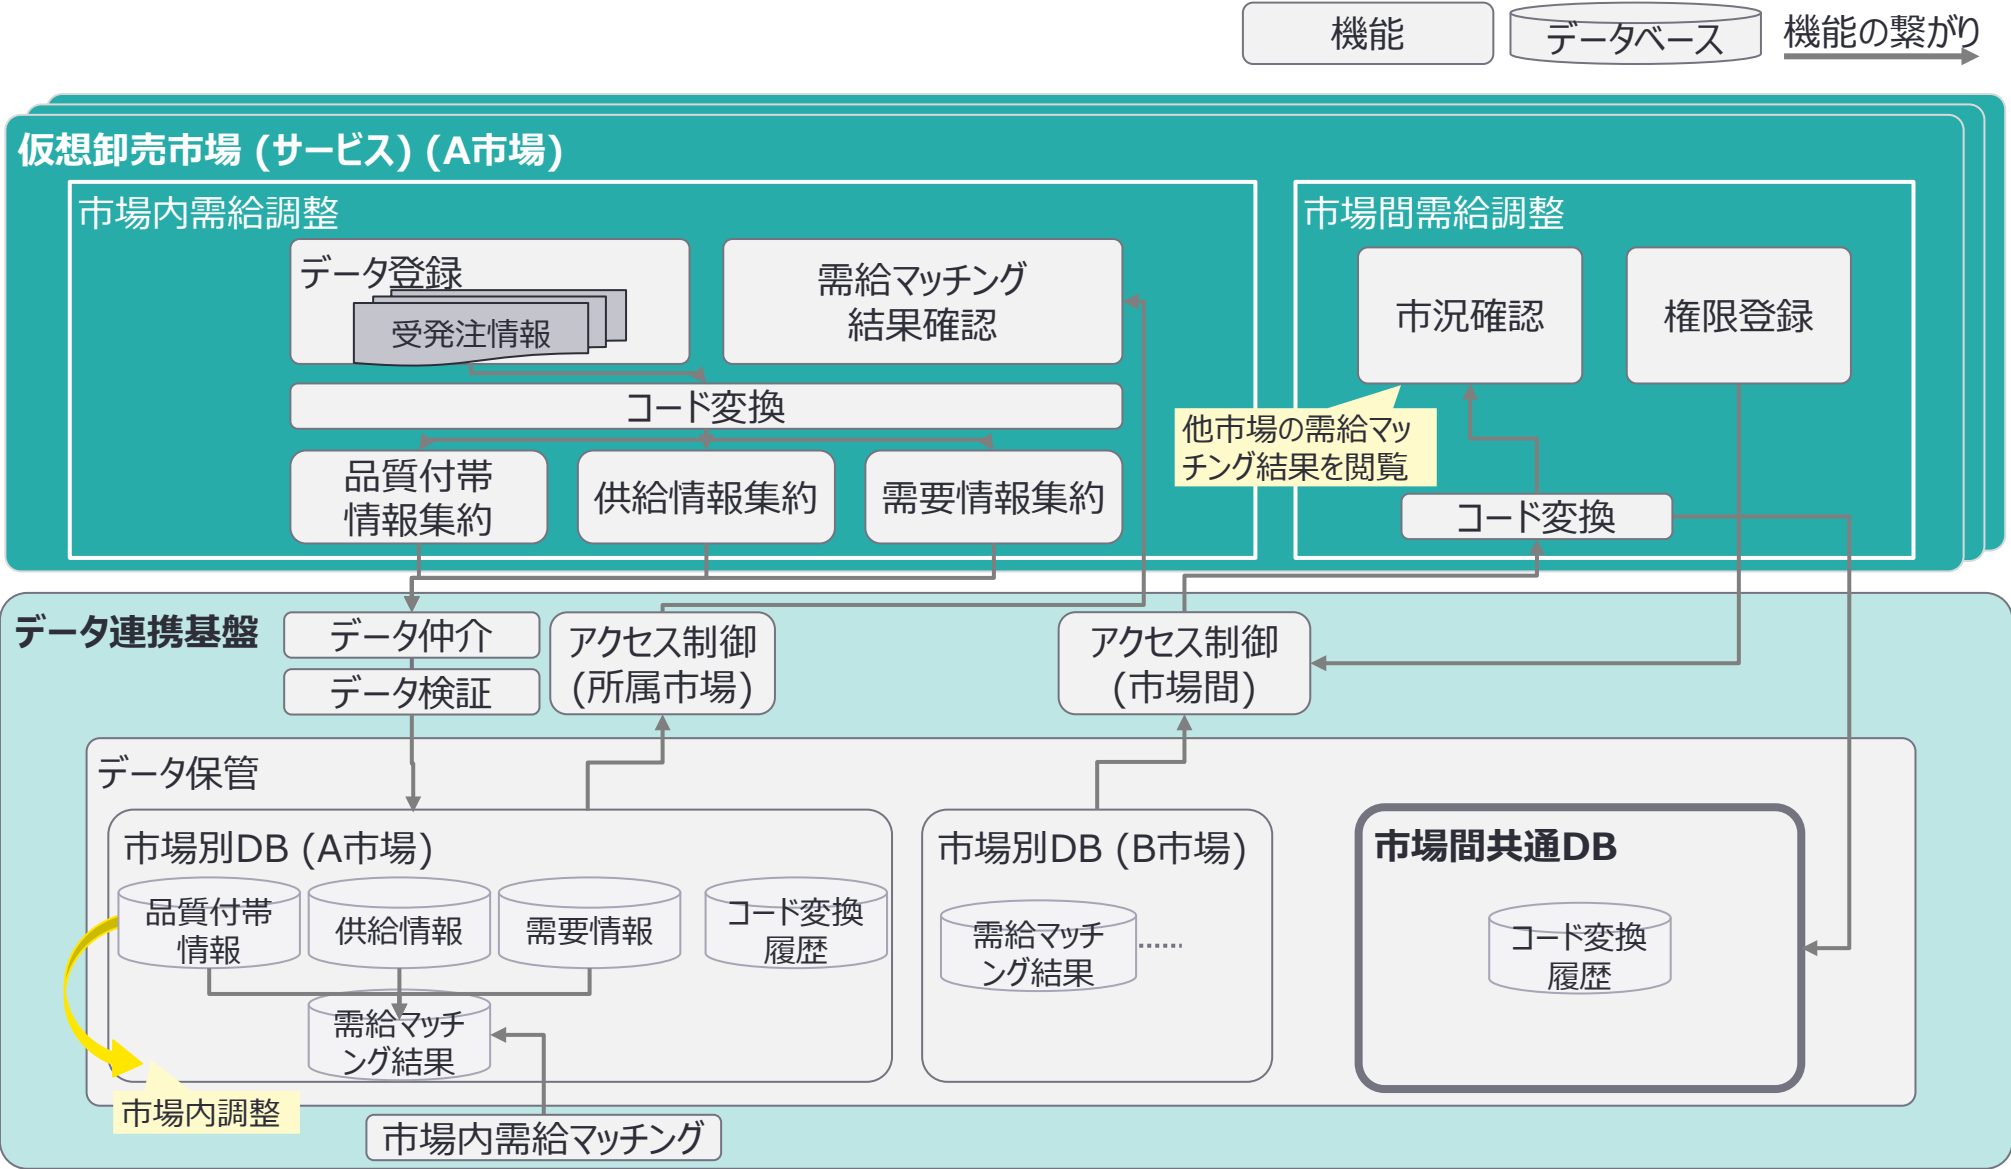 機能
データベース
機能の繋がり
仮想卸売市場 (サービス) (A市場)
市場内需給調整
データ登録
受発注情報
需給マッチング
結果確認
コード変換
品質付帯
情報集約
供給情報集約
需要情報集約
市場間需給調整
市況確認
権限登録
他市場の需給マッ
チング結果を閲覧
コード変換
データ連携基盤
データ仲介
データ検証
アクセス制御
(所属市場)
アクセス制御
(市場間)
データ保管
市場別DB (A市場)
品質付帯
情報
供給情報
需要情報
コード変換
履歴
需給マッチ
ング結果
市場内調整
市場内需給マッチング
市場別DB (B市場)
需給マッチ
ング結果
……
市場間共通DB
コード変換
履歴